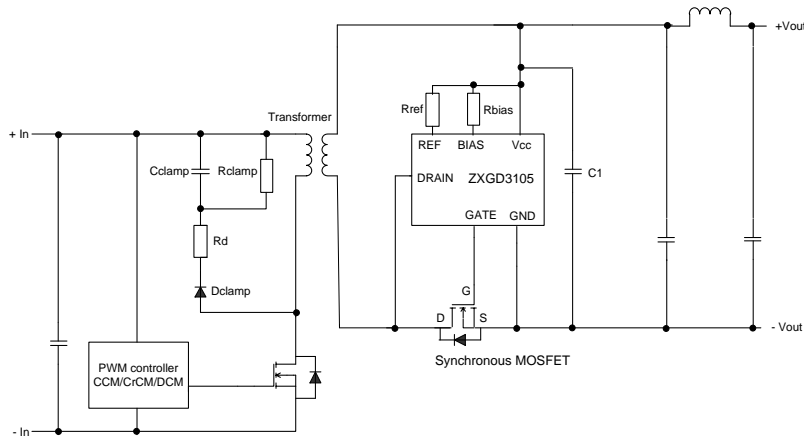 +Vout
Transformer
Rref
Rbias
+ In
REF BIAS Vcc
Cclamp
Rclamp
DRAIN ZXGD3105
C1
GATE GND
Rd
Dclamp
G
D S
- Vout
Synchronous MOSFET
PWM controller
CCM/CrCM/DCM
- In